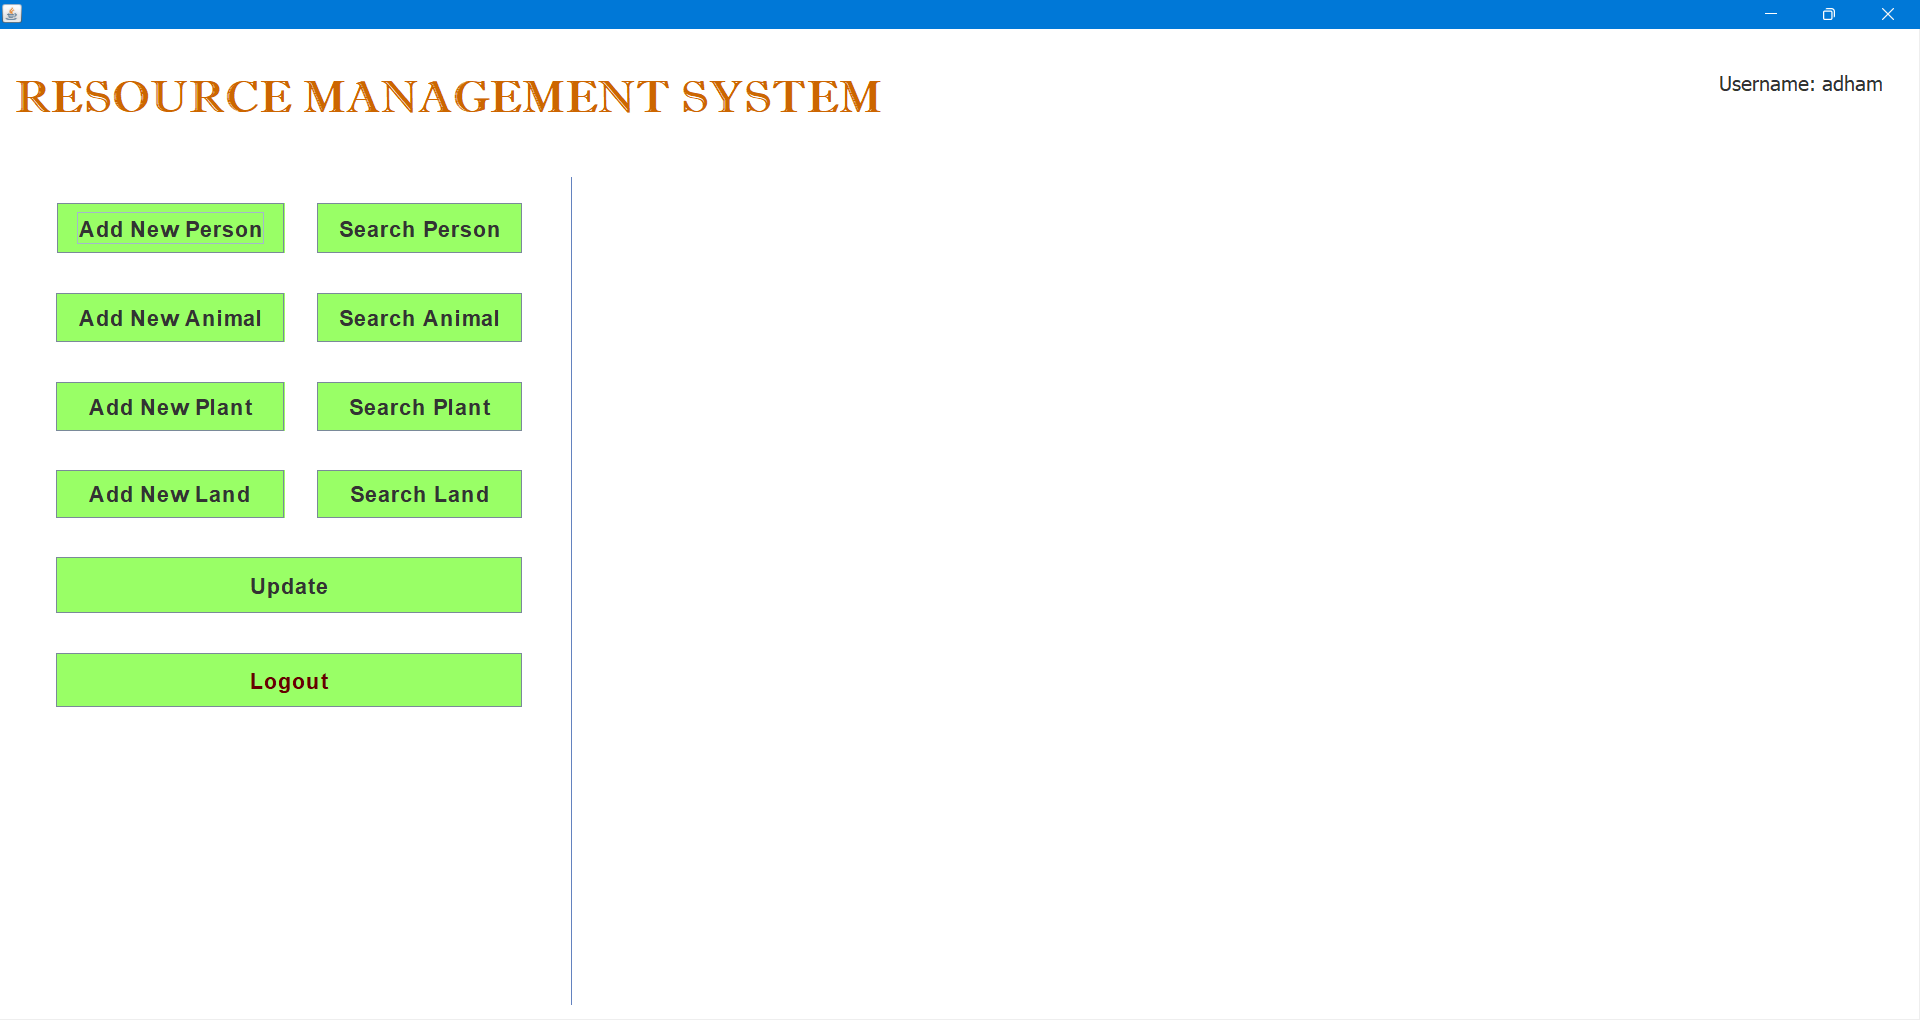 RESOURCE MANAGEMENT SYSTEM
Username: adham
Add New Person
Search Person
Add New Animal
Search Animal
Add New Plant
Search Plant
Add New Land
Search Land
Update
Logout